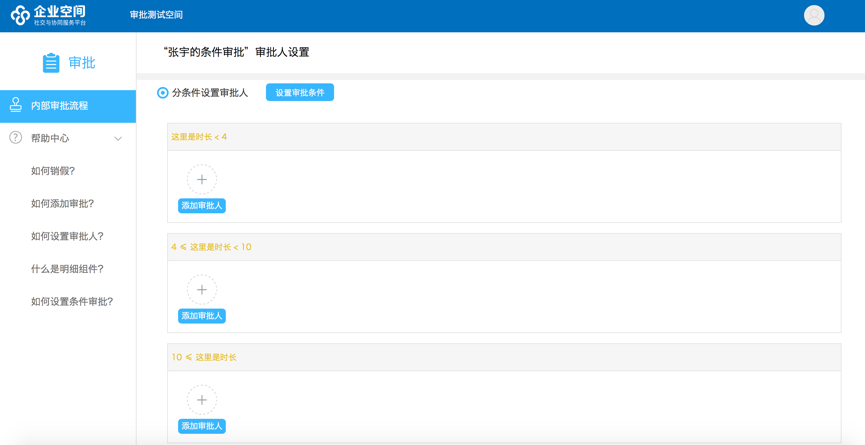 企业空间
社交与协同服务平台
审批测试空间
审批
内部审批流程
帮助中心
如何销假?
如何添加审批?
如何设置审批人?
什么是明细组件?
如何设置条件审批?
“张宇的条件审批”审批人设置
分条件设置审批人
设置审批条件
这里是时长 < 4
添加审批人
4 ≤ 这里是时长 < 10
添加审批人
10 ≤ 这里是时长
添加审批人